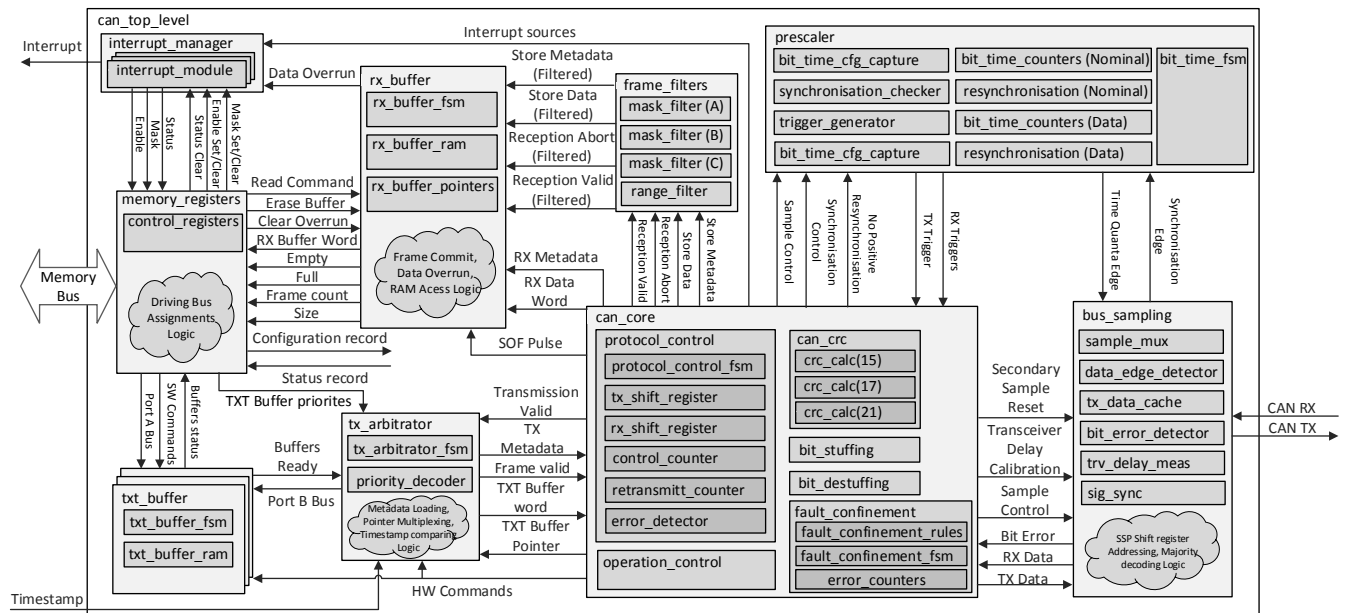 can_top_level
Interrupt
interrupt_manager
interrupt_module
Interrupt sources
Data Overrun
Enable
Mask
Status
Status Clear
Enable Set/Clear
Mask Set/Clear
rx_buffer
rx_buffer_fsm
rx_buffer_ram
rx_buffer_pointers
Frame Commit,
Data Overrun,
RAM Acess Logic
Store Metadata
(Filtered)
Store Data
(Filtered)
Reception Abort
(Filtered)
Reception Valid
(Filtered)
frame_filters
mask_filter (A)
mask_filter (B)
mask_filter (C)
range_filter
Reception Valid
Reception Abort
Store Data
Store Metadata
prescaler
bit_time_cfg_capture
synchronisation_checker
trigger_generator
bit_time_cfg_capture
bit_time_counters (Nominal)
resynchronisation (Nominal)
bit_time_counters (Data)
resynchronisation (Data)
bit_time_fsm
Sample Control
Synchronisation
Control
No Positive
Resynchronisation
TX Trigger
RX Triggers
Time Quanta Edge
Synchronisation
Edge
memory_registers
control_registers
Driving Bus
Assignments
Logic
Memory
Bus
Read Command
Erase Buffer
Clear Overrun
RX Buffer Word
Empty
Full
Frame count
Size
Configuration record
Status record
TXT Buffer priorites
Port A Bus
SW Commands
Buffers status
RX Metadata
RX Data
Word
SOF Pulse
txt_buffer
txt_buffer_fsm
txt_buffer_ram
Buffers
Ready
Port B Bus
tx_arbitrator
tx_arbitrator_fsm
priority_decoder
Metadata Loading,
Pointer Multiplexing,
Timestamp comparing
Logic
Transmission
Valid
TX
Metadata
Frame valid
TXT Buffer
word
TXT Buffer
Pointer
HW Commands
Timestamp
can_core
protocol_control
protocol_control_fsm
tx_shift_register
rx_shift_register
control_counter
retransmitt_counter
error_detector
operation_control
can_crc
crc_calc(15)
crc_calc(17)
crc_calc(21)
bit_stuffing
bit_destuffing
fault_confinement
fault_confinement_rules
fault_confinement_fsm
error_counters
Secondary
Sample
Reset
Transceiver
Delay
Calibration
Sample
Control
Bit Error
RX Data
TX Data
bus_sampling
sample_mux
data_edge_detector
tx_data_cache
bit_error_detector
trv_delay_meas
sig_sync
SSP Shift register
Addressing, Majority
decoding Logic
CAN RX
CAN TX